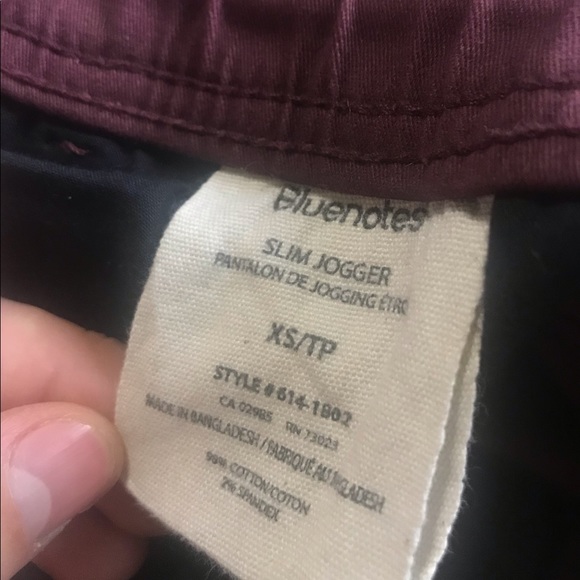 Bluenotes
SLIM JOGGER
PANTALON DE JOGGING ÉTRO
XS/TP
STYLE # 614-1802
CA 02985 RN 73023
MADE IN BANGLADESH / FABRIQUÉ AU BANGLADESH
98% COTTON/COTON
2% SPANDEX